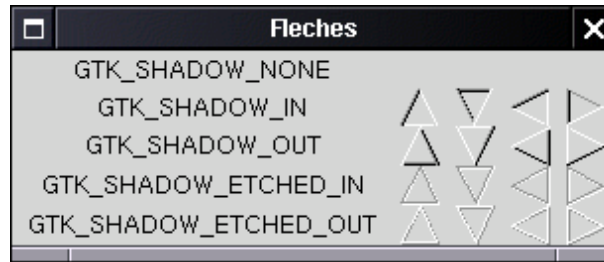 Fleches
GTK_SHADOW_NONE
GTK_SHADOW_IN
GTK_SHADOW_OUT
GTK_SHADOW_ETCHED_IN
GTK_SHADOW_ETCHED_OUT